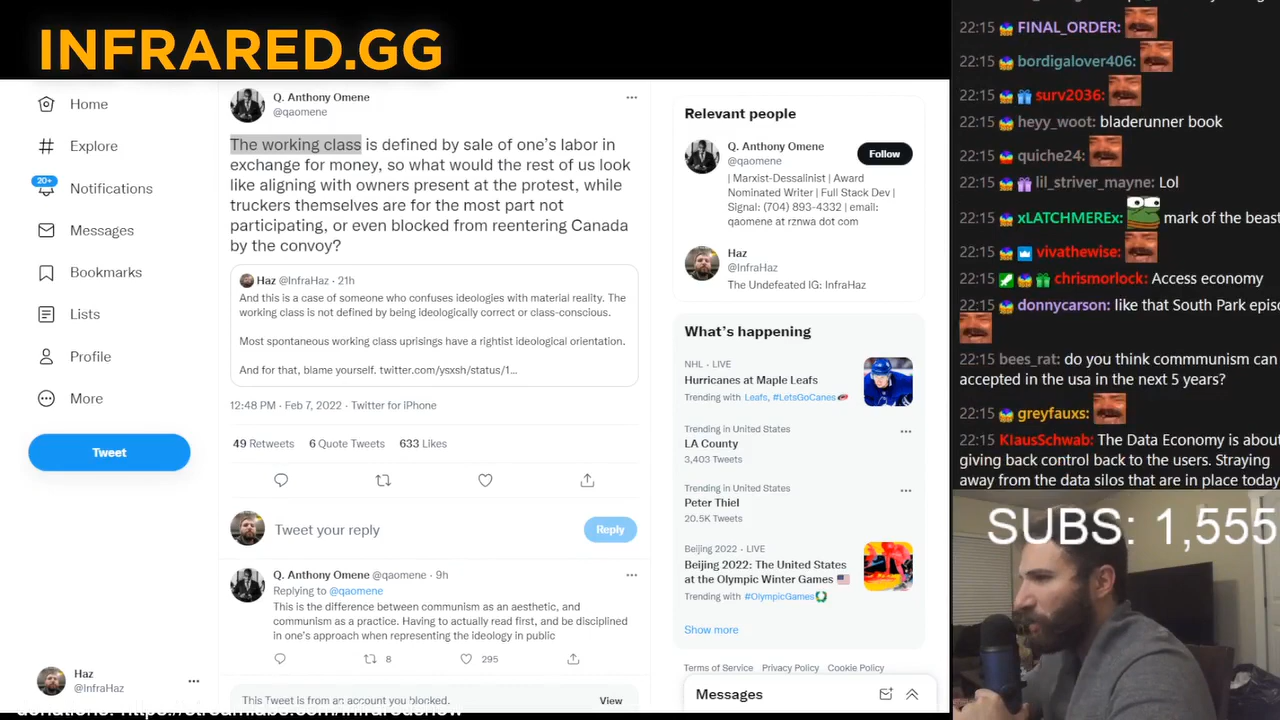 INFRARED.GG
Home
Explore
20+
Notifications
Messages
Bookmarks
Lists
Profile
More
Tweet
Haz
@InfraHaz
Q. Anthony Omene
@qaomene
The working class is defined by sale of one's labor in
exchange for money, so what would the rest of us look
like aligning with owners present at the protest, while
truckers themselves are for the most part not
participating, or even blocked from reentering Canada
by the convoy?
Haz @InfraHaz · 21h
And this is a case of someone who confuses ideologies with material reality. The
working class is not defined by being ideologically correct or class-conscious.
Most spontaneous working class uprisings have a rightist ideological orientation.
And for that, blame yourself. twitter.com/ysxsh/status/1...
12:48 PM · Feb 7, 2022 · Twitter for iPhone
49 Retweets 6 Quote Tweets 633 Likes
Tweet your reply
Reply
Q. Anthony Omene @qaomene · 9h
Replying to @qaomene
This is the difference between communism as an aesthetic, and
communism as a practice. Having to actually read first, and be disciplined
in one's approach when representing the ideology in public
8 295
This Tweet is from an account you blocked. View
donations: https://streamlabs.com/infraredshow
Relevant people
Q. Anthony Omene
@qaomene
Follow
| Marxist-Dessalinist | Award
Nominated Writer | Full Stack Dev |
Signal: (704) 893-4332 | email:
qaomene at rznwa dot com
Haz
@InfraHaz
The Undefeated IG: InfraHaz
What's happening
NHL · LIVE
Hurricanes at Maple Leafs
Trending with Leafs, #LetsGoCanes
Trending in United States
LA County
3,403 Tweets
Trending in United States
Peter Thiel
20.5K Tweets
Beijing 2022 · LIVE
Beijing 2022: The United States
at the Olympic Winter Games
Trending with #OlympicGames
Show more
Terms of Service Privacy Policy Cookie Policy
Messages
22:15 FINAL_ORDER:
22:15 bordigalover406:
22:15 surv2036:
22:15 heyy_woot: bladerunner book
22:15 quiche24:
22:15 lil_striver_mayne: Lol
22:15 xLATCHMEREx: mark of the beast
22:15 vivathewise:
22:15 chrismorlock: Access economy
22:15 donnycarson: like that South Park episo
22:15 bees_rat: do you think commmunism can
accepted in the usa in the next 5 years?
22:15 greyfauxs:
22:15 KlausSchwab: The Data Economy is abou
giving back control back to the users. Straying
away from the data silos that are in place today
SUBS: 1,555